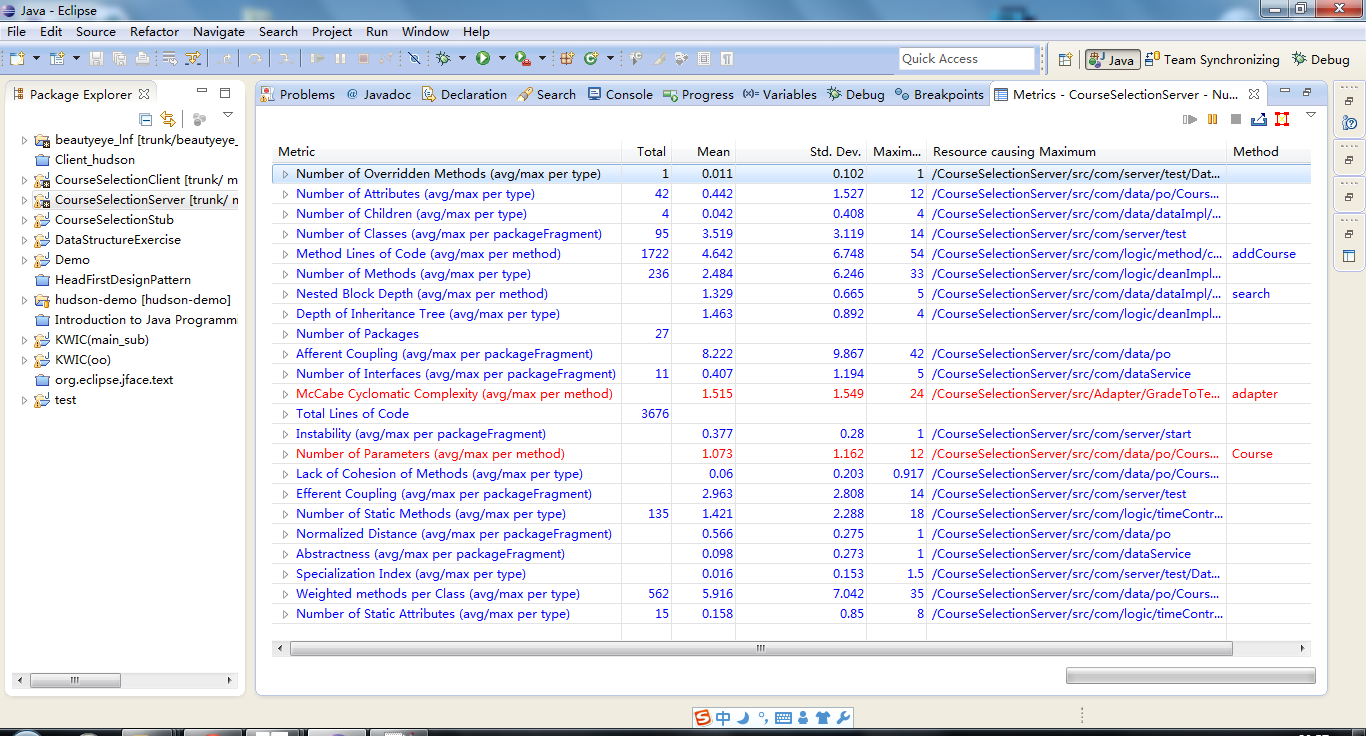 Java - Eclipse
File Edit Source Refactor Navigate Search Project Run Window Help
Quick Access Java Team Synchronizing Debug
Package Explorer
beautyeye_lnf [trunk/beautyeye_
Client_hudson
CourseSelectionClient [trunk/ m
CourseSelectionServer [trunk/ m
CourseSelectionStub
DataStructureExercise
Demo
HeadFirstDesignPattern
hudson-demo [hudson-demo]
Introduction to Java Programm
KWIC(main_sub)
KWIC(oo)
org.eclipse.jface.text
test
Problems @ Javadoc Declaration Search Console Progress (x)= Variables Debug Breakpoints Metrics - CourseSelectionServer - Nu...
Metric Total Mean Std. Dev. Maxim... Resource causing Maximum Method
Number of Overridden Methods (avg/max per type) 1 0.011 0.102 1 /CourseSelectionServer/src/com/server/test/Dat...
Number of Attributes (avg/max per type) 42 0.442 1.527 12 /CourseSelectionServer/src/com/data/po/Cours...
Number of Children (avg/max per type) 4 0.042 0.408 4 /CourseSelectionServer/src/com/data/dataImpl/...
Number of Classes (avg/max per packageFragment) 95 3.519 3.119 14 /CourseSelectionServer/src/com/server/test
Method Lines of Code (avg/max per method) 1722 4.642 6.748 54 /CourseSelectionServer/src/com/logic/method/c... addCourse
Number of Methods (avg/max per type) 236 2.484 6.246 33 /CourseSelectionServer/src/com/logic/deanImpl...
Nested Block Depth (avg/max per method) 1.329 0.665 5 /CourseSelectionServer/src/com/data/dataImpl/... search
Depth of Inheritance Tree (avg/max per type) 1.463 0.892 4 /CourseSelectionServer/src/com/logic/deanImpl...
Number of Packages 27
Afferent Coupling (avg/max per packageFragment) 8.222 9.867 42 /CourseSelectionServer/src/com/data/po
Number of Interfaces (avg/max per packageFragment) 11 0.407 1.194 5 /CourseSelectionServer/src/com/dataService
McCabe Cyclomatic Complexity (avg/max per method) 1.515 1.549 24 /CourseSelectionServer/src/Adapter/GradeToTe... adapter
Total Lines of Code 3676
Instability (avg/max per packageFragment) 0.377 0.28 1 /CourseSelectionServer/src/com/server/start
Number of Parameters (avg/max per method) 1.073 1.162 12 /CourseSelectionServer/src/com/data/po/Cours... Course
Lack of Cohesion of Methods (avg/max per type) 0.06 0.203 0.917 /CourseSelectionServer/src/com/data/po/Cours...
Efferent Coupling (avg/max per packageFragment) 2.963 2.808 14 /CourseSelectionServer/src/com/server/test
Number of Static Methods (avg/max per type) 135 1.421 2.288 18 /CourseSelectionServer/src/com/logic/timeContr...
Normalized Distance (avg/max per packageFragment) 0.566 0.275 1 /CourseSelectionServer/src/com/data/po
Abstractness (avg/max per packageFragment) 0.098 0.273 1 /CourseSelectionServer/src/com/dataService
Specialization Index (avg/max per type) 0.016 0.153 1.5 /CourseSelectionServer/src/com/server/test/Dat...
Weighted methods per Class (avg/max per type) 562 5.916 7.042 35 /CourseSelectionServer/src/com/data/po/Cours...
Number of Static Attributes (avg/max per type) 15 0.158 0.85 8 /CourseSelectionServer/src/com/logic/timeContr...
中